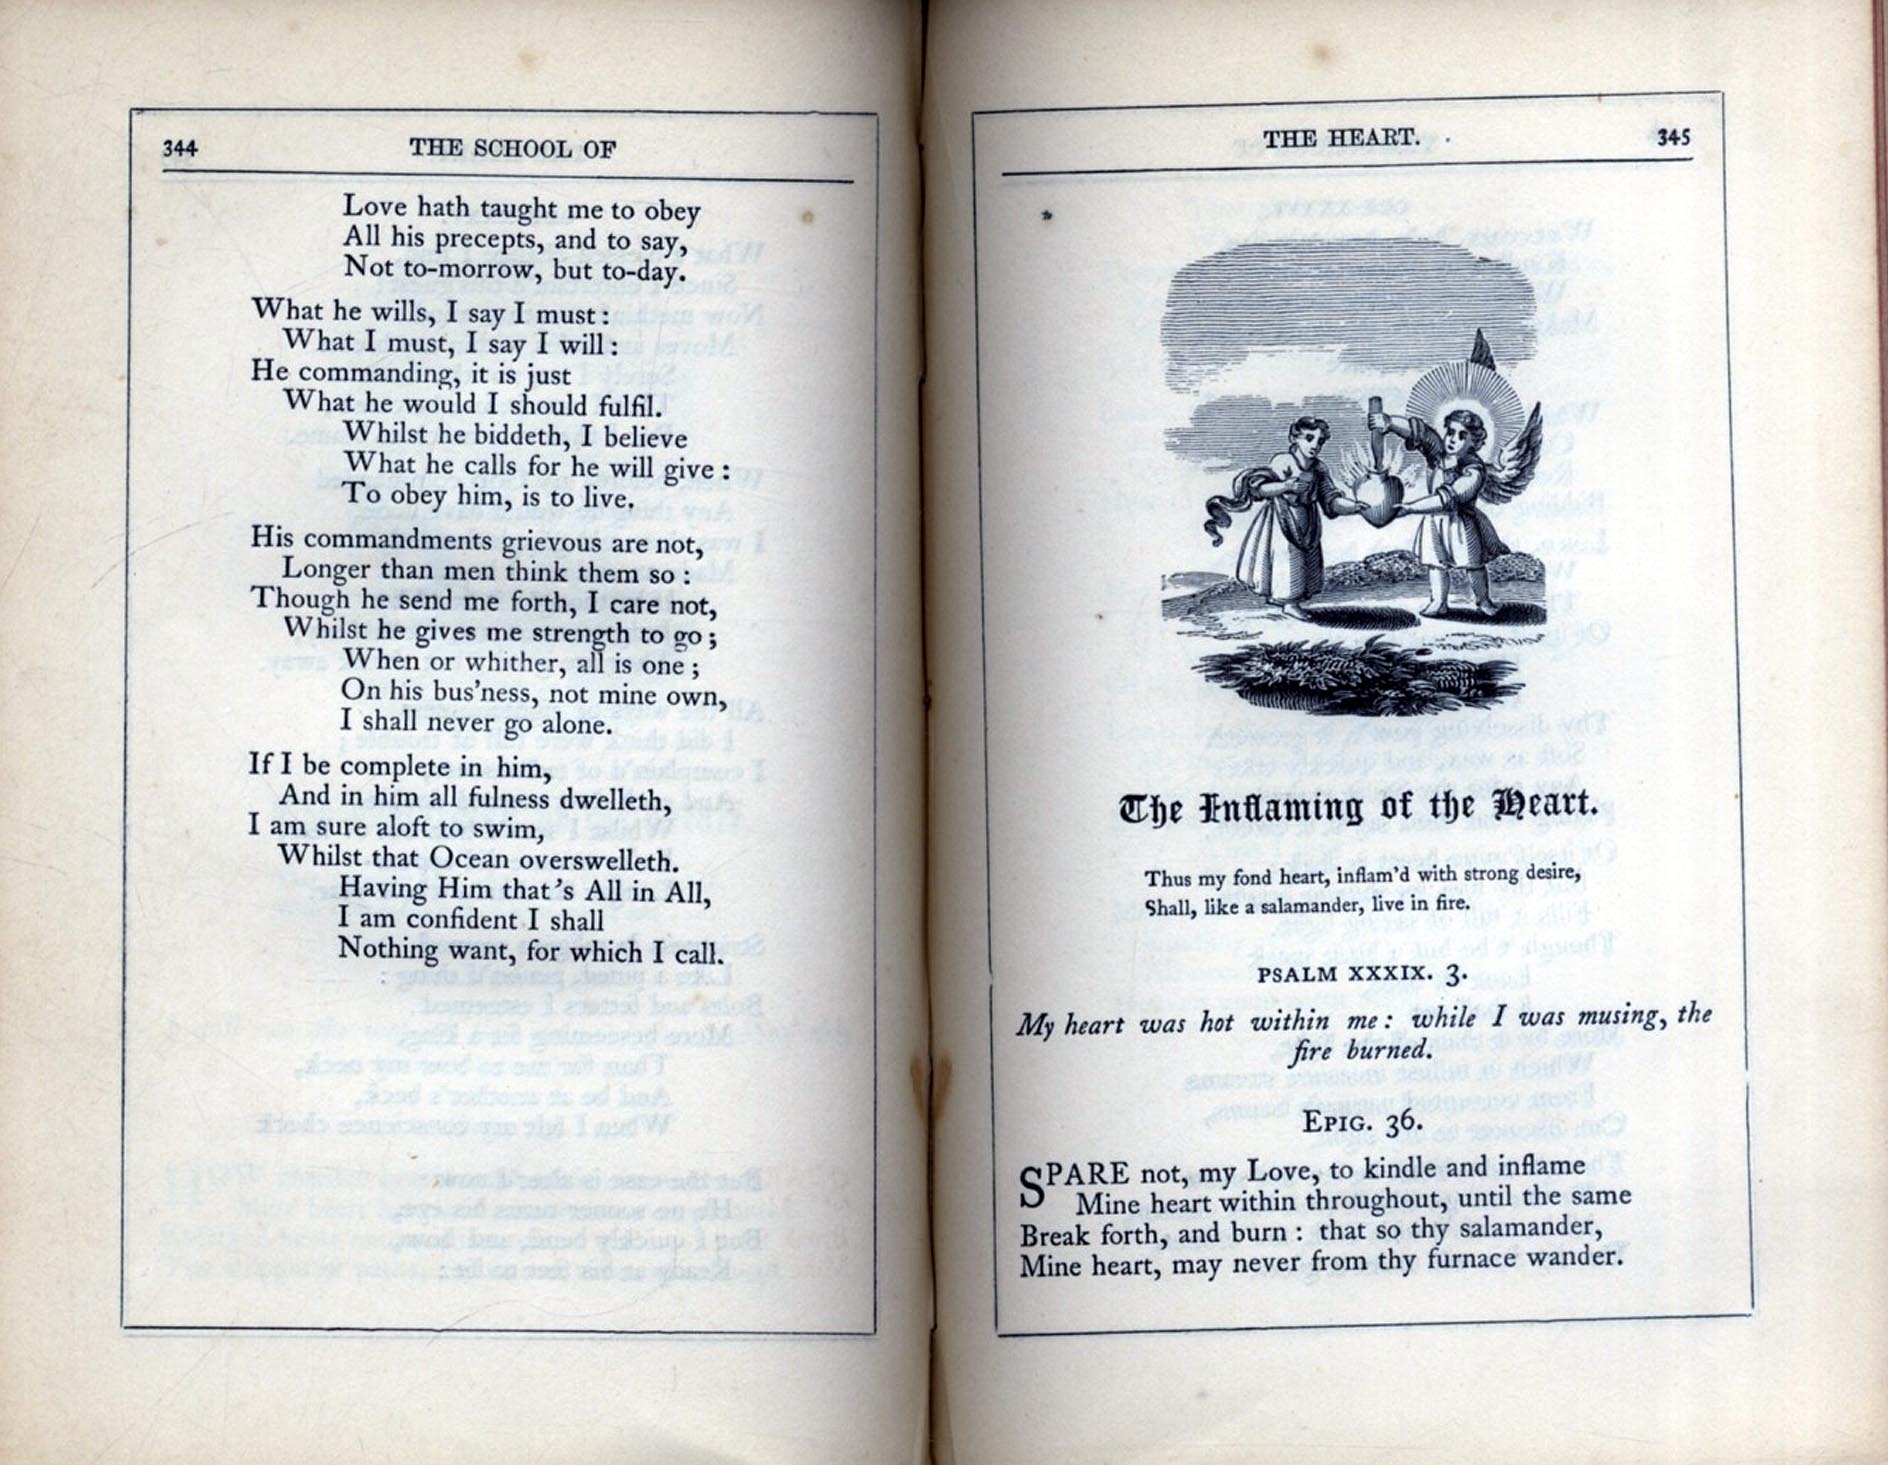 344
THE SCHOOL OF
Love hath taught me to obey
All his precepts, and to say,
Not to-morrow, but to-day.
What he wills, I say I must:
What I must, I say I will:
He commanding, it is just
What he would I should fulfil.
Whilst he biddeth, I believe
What he calls for he will give:
To obey him, is to live.
His commandments grievous are not,
Longer than men think them so:
Though he send me forth, I care not,
Whilst he gives me strength to go;
When or whither, all is one;
On his bus'ness, not mine own,
I shall never go alone.
If I be complete in him,
And in him all fulness dwelleth,
I am sure aloft to swim,
Whilst that Ocean overswelleth.
Having Him that's All in All,
I am confident I shall
Nothing want, for which I call.
THE HEART.
345
The Inflaming of the Heart.
Thus my fond heart, inflam'd with strong desire,
Shall, like a salamander, live in fire.
PSALM XXXIX. 3.
My heart was hot within me: while I was musing, the
fire burned.
EPIG. 36.
SPARE not, my Love, to kindle and inflame
Mine heart within throughout, until the same
Break forth, and burn: that so thy salamander,
Mine heart, may never from thy furnace wander.